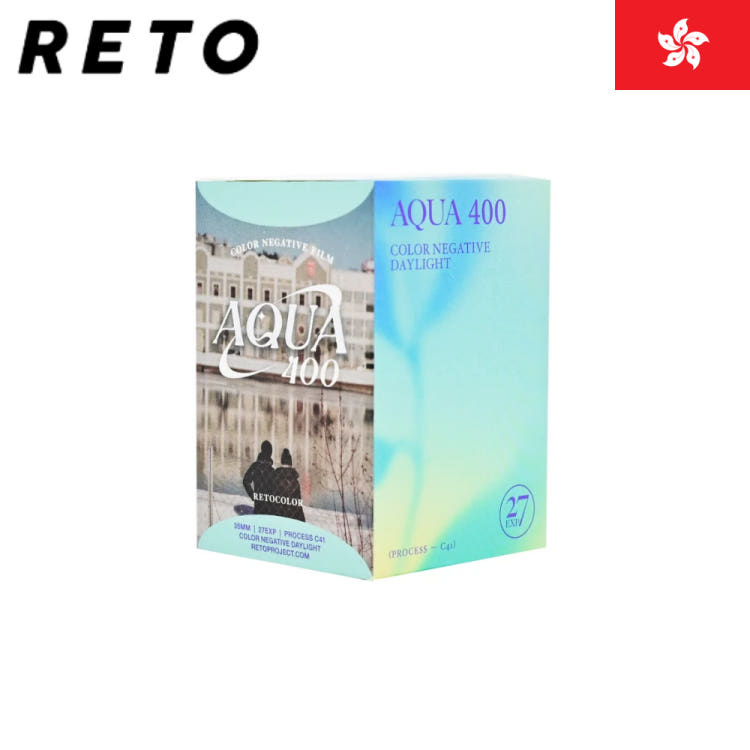 RETO
COLOR NEGATIVE FILM
AQUA
400
RETOCOLOR
35MM | 27EXP | PROCESS C41
COLOR NEGATIVE DAYLIGHT
RETOPROJECT.COM
AQUA 400
COLOR NEGATIVE
DAYLIGHT
27
EXP
(PROCESS – C41)